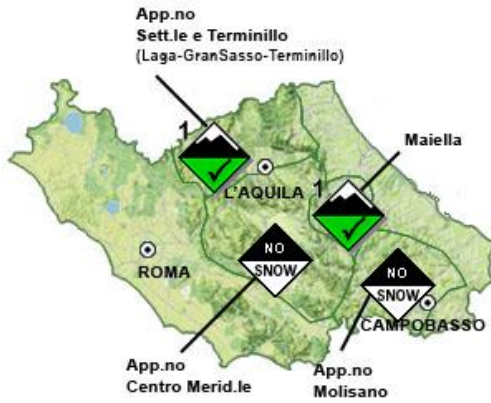 App.no
Sett.le e Terminillo
(Laga-GranSasso-Terminillo)
1
Maiella
L'AQUILA
1
NO
SNOW
ROMA
NO
SNOW
CAMPOBASSO
App.no
Centro Merid.le
App.no
Molisano